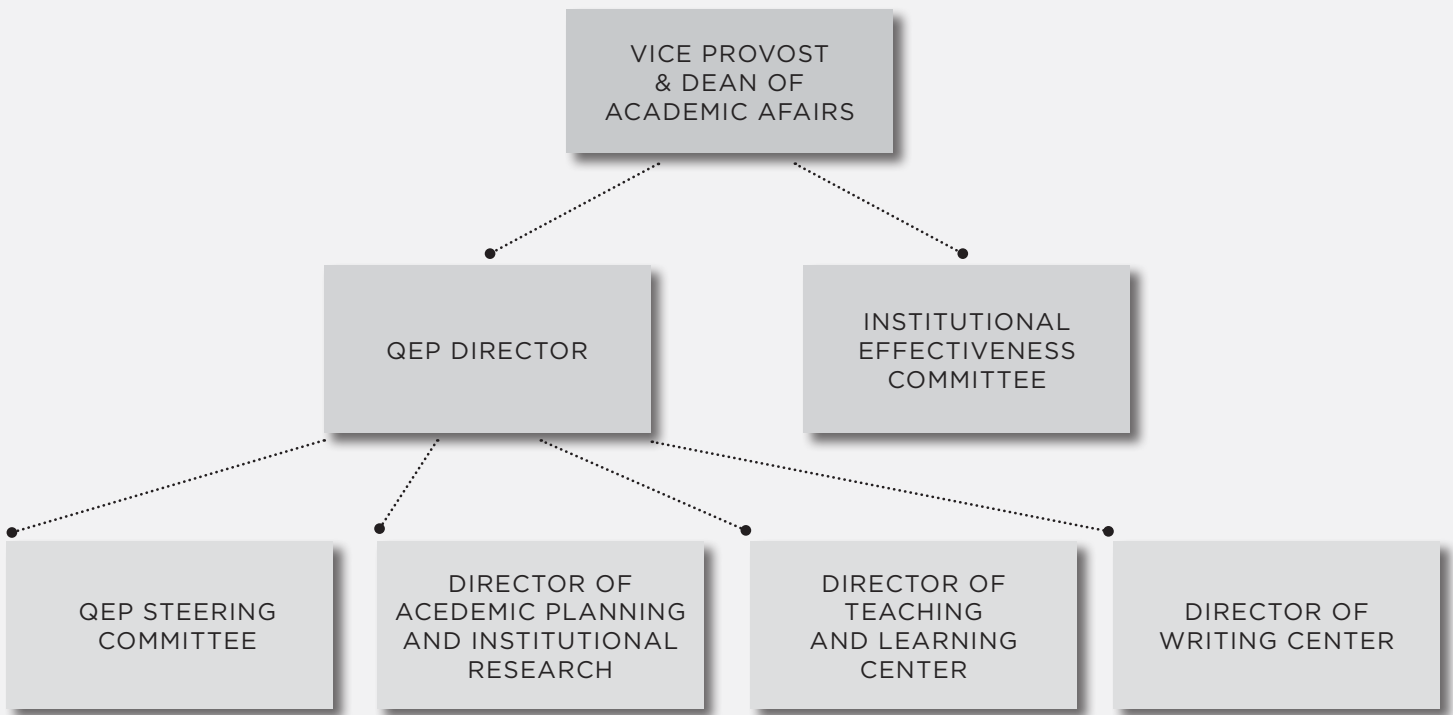 VICE PROVOST
& DEAN OF
ACADEMIC AFAIRS
QEP DIRECTOR
INSTITUTIONAL
EFFECTIVENESS
COMMITTEE
QEP STEERING
COMMITTEE
DIRECTOR OF
ACEDEMIC PLANNING
AND INSTITUTIONAL
RESEARCH
DIRECTOR OF
TEACHING
AND LEARNING
CENTER
DIRECTOR OF
WRITING CENTER